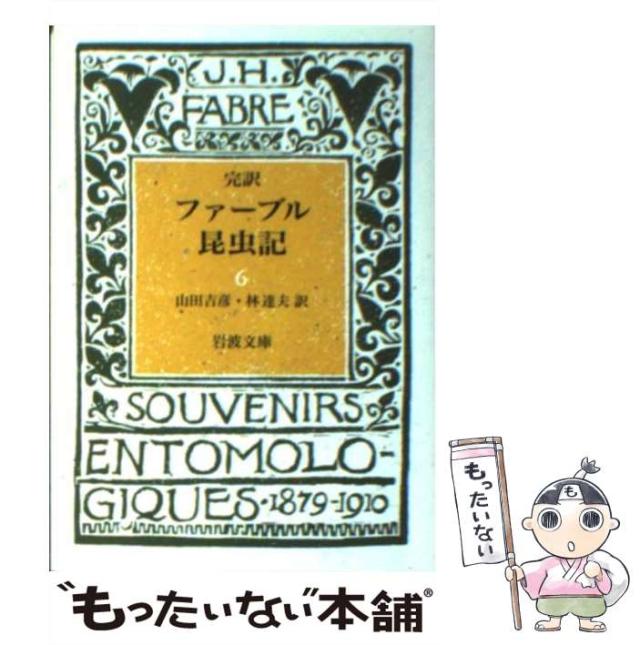 J.H.
FABRE
完訳
ファーブル
昆虫記
6
山田吉彦・林達夫 訳
岩波文庫
SOUVENIRS
ENTOMOLO-
GIQUES・1879-1910
もったいない
も
"もったいない"本舗®